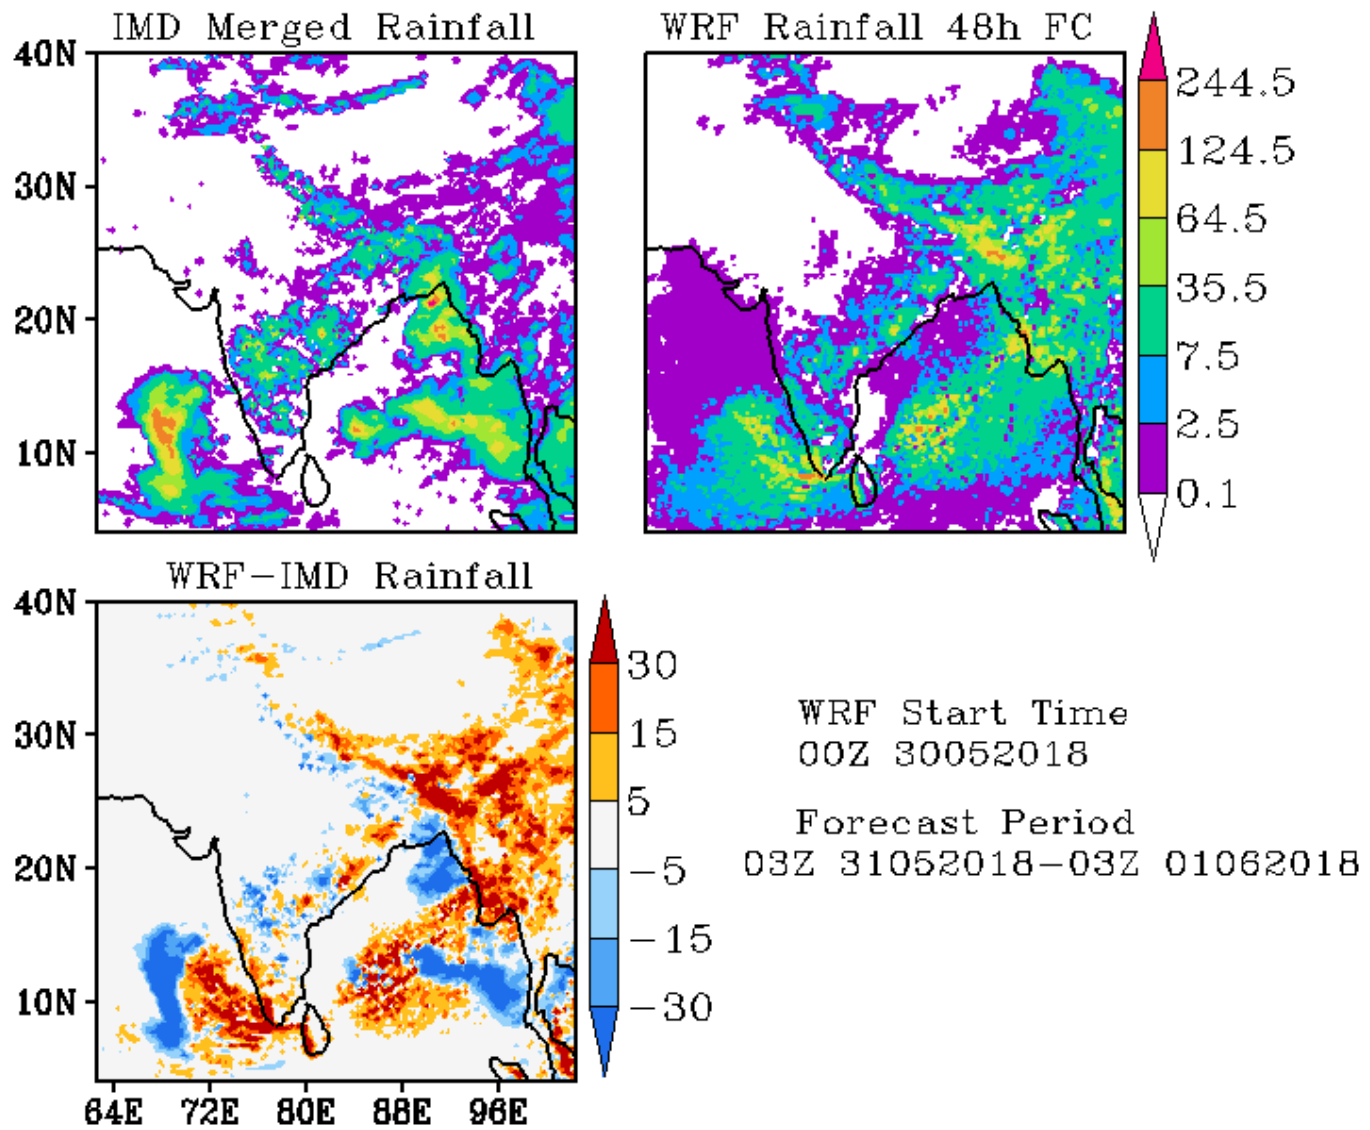 IMD Merged Rainfall
WRF Rainfall 48h FC
40N
30N
20N
10N
244.5
124.5
64.5
35.5
7.5
2.5
0.1
WRF-IMD Rainfall
40N
30N
20N
10N
64E 72E 80E 88E 96E
30
15
5
-5
-15
-30
WRF Start Time
00Z 30052018
Forecast Period
03Z 31052018-03Z 01062018